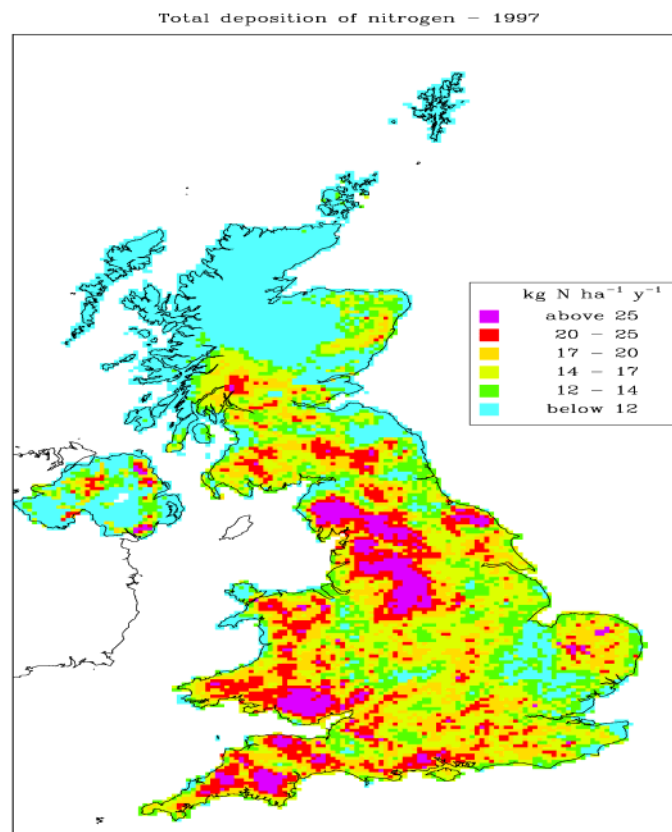 Total deposition of nitrogen – 1997
kg N ha⁻¹ y⁻¹
above 25
20 – 25
17 – 20
14 – 17
12 – 14
below 12